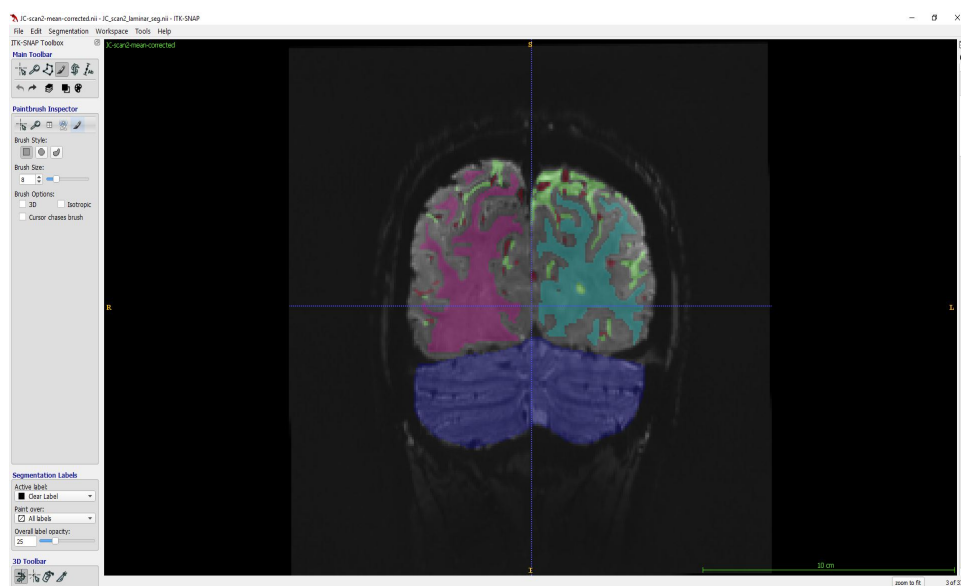 JC-scan2-mean-corrected.nii - JC_scan2_laminar_seg.nii - ITK-SNAP
File Edit Segmentation Workspace Tools Help
ITK-SNAP Toolbox
JC-scan2-mean-corrected
Main Toolbar
Paintbrush Inspector
Brush Style:
Brush Size:
8
Brush Options:
3D Isotropic
Cursor chases brush
S
R
L
I
10 cm
Segmentation Labels
Active label:
Clear Label
Paint over:
All labels
Overall label opacity:
25
3D Toolbar
zoom to fit